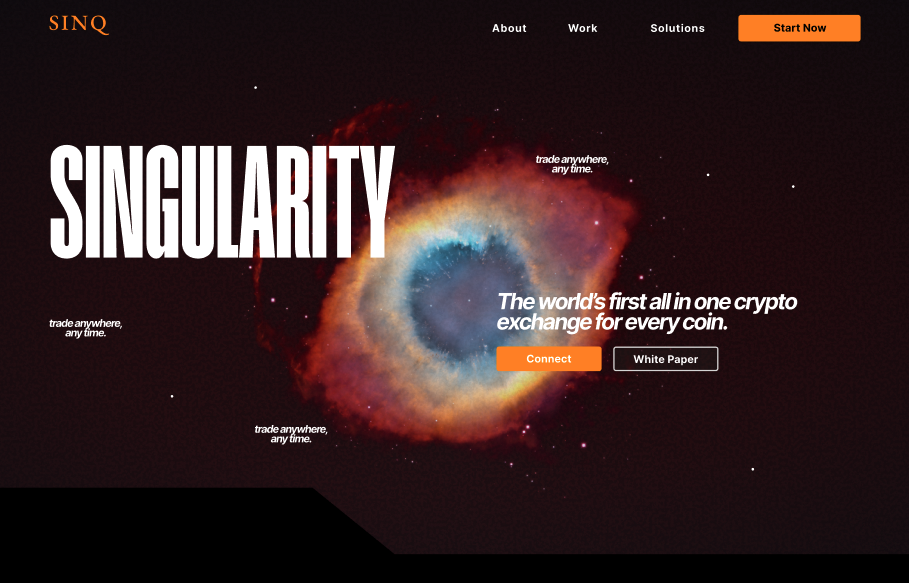 SINQ
About Work Solutions Start Now
SINGULARITY
trade anywhere,
any time.
The world's first all in one crypto
exchange for every coin.
trade anywhere,
any time.
Connect White Paper
trade anywhere,
any time.